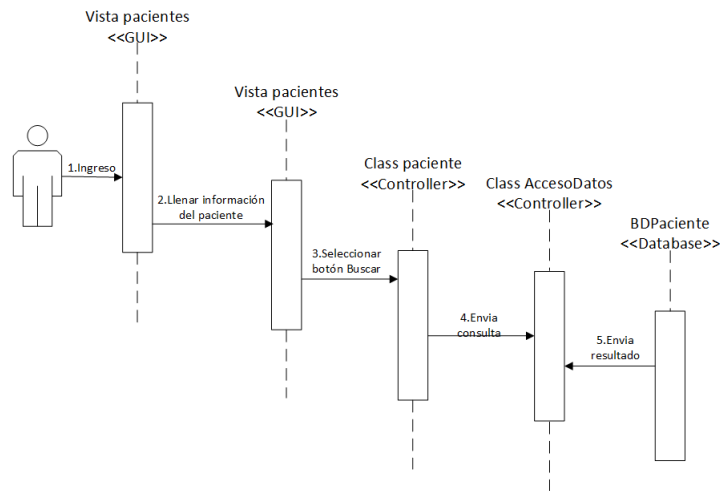 Vista pacientes
<<GUI>>
Vista pacientes
<<GUI>>
Class paciente
<<Controller>>
Class AccesoDatos
<<Controller>>
BDPaciente
<<Database>>
1.Ingreso
2.Llenar información
del paciente
3.Seleccionar
botón Buscar
4.Envia
consulta
5.Envia
resultado